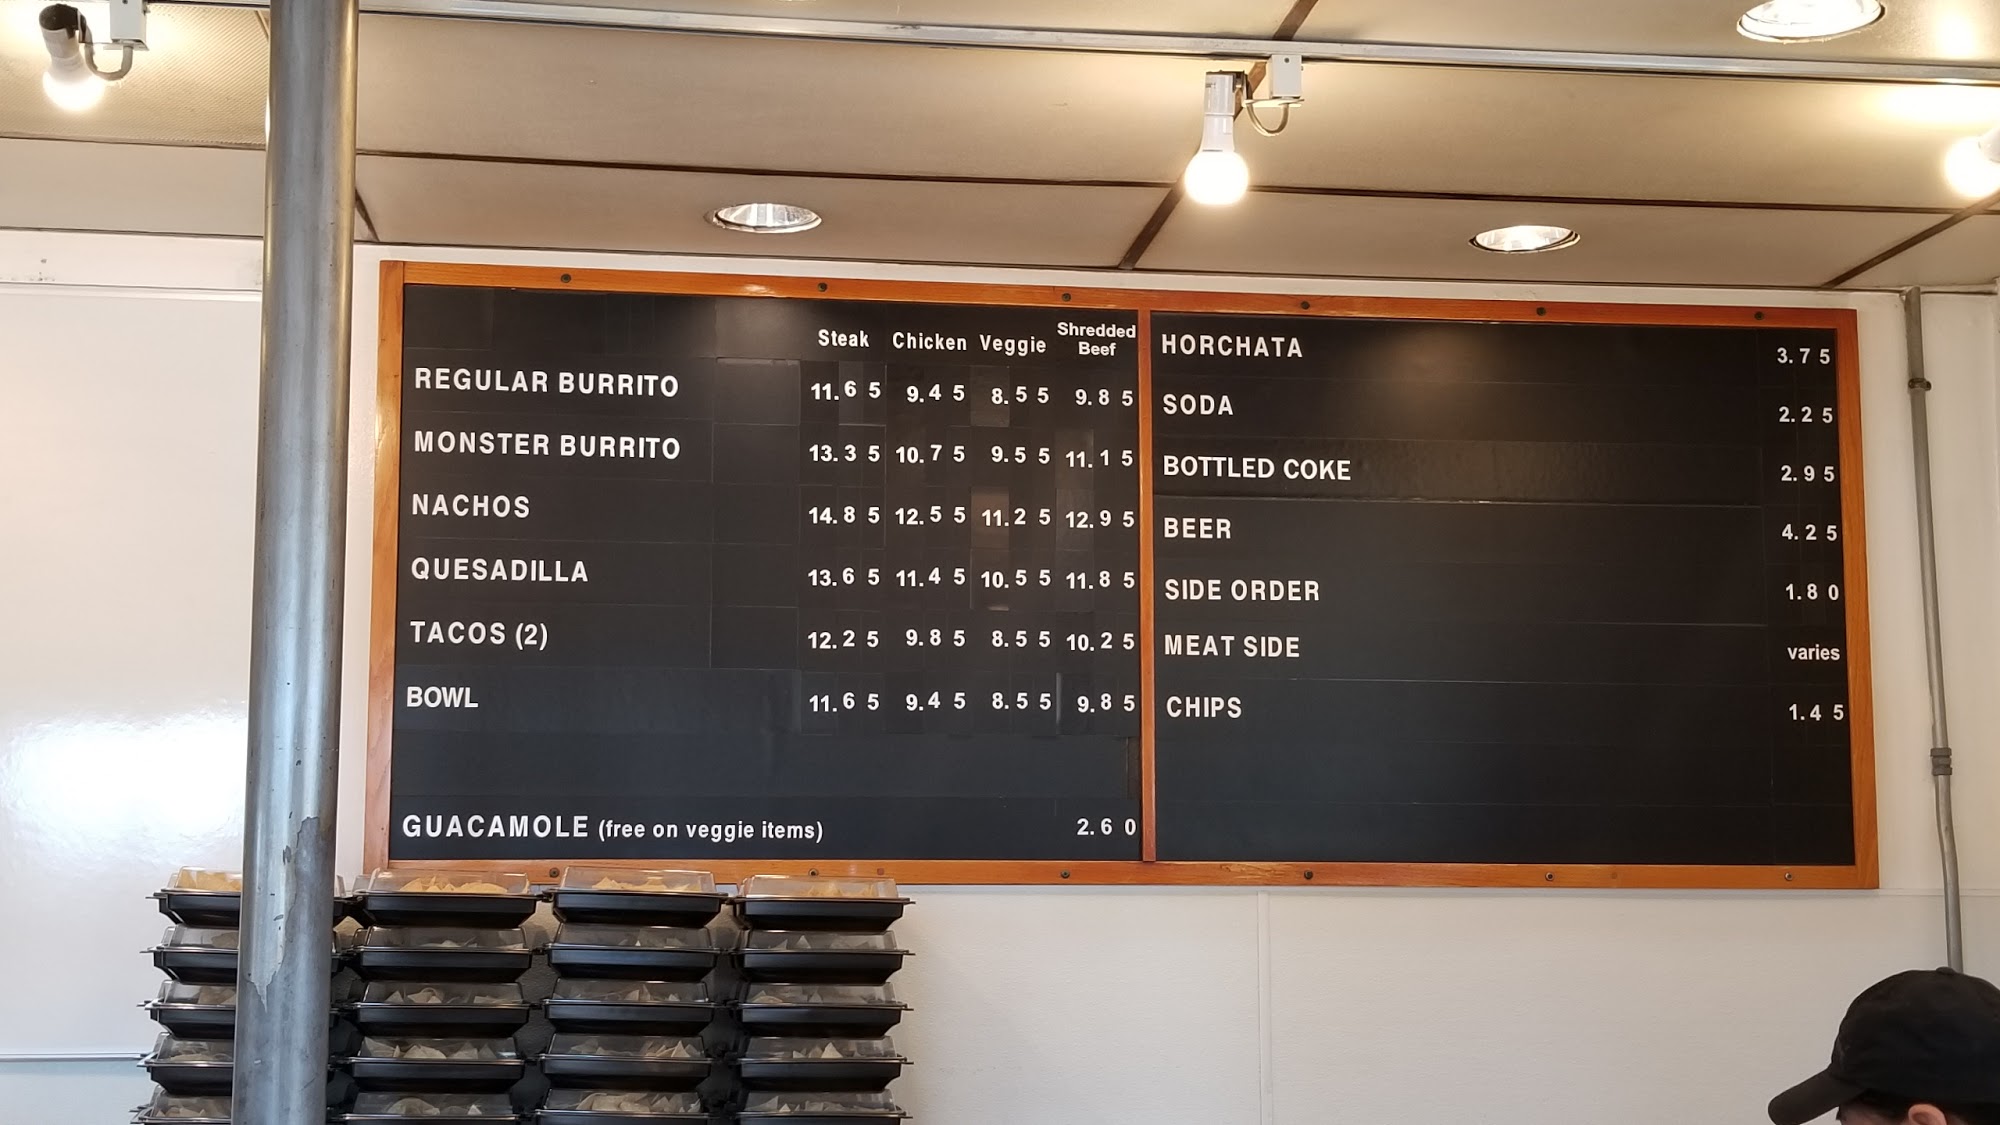 Steak Chicken Veggie Shredded Beef
REGULAR BURRITO 11.65 9.45 8.55 9.85
MONSTER BURRITO 13.35 10.75 9.55 11.15
NACHOS 14.85 12.55 11.25 12.95
QUESADILLA 13.65 11.45 10.55 11.85
TACOS (2) 12.25 9.85 8.55 10.25
BOWL 11.65 9.45 8.55 9.85
GUACAMOLE (free on veggie items) 2.60
HORCHATA 3.75
SODA 2.25
BOTTLED COKE 2.95
BEER 4.25
SIDE ORDER 1.80
MEAT SIDE varies
CHIPS 1.45